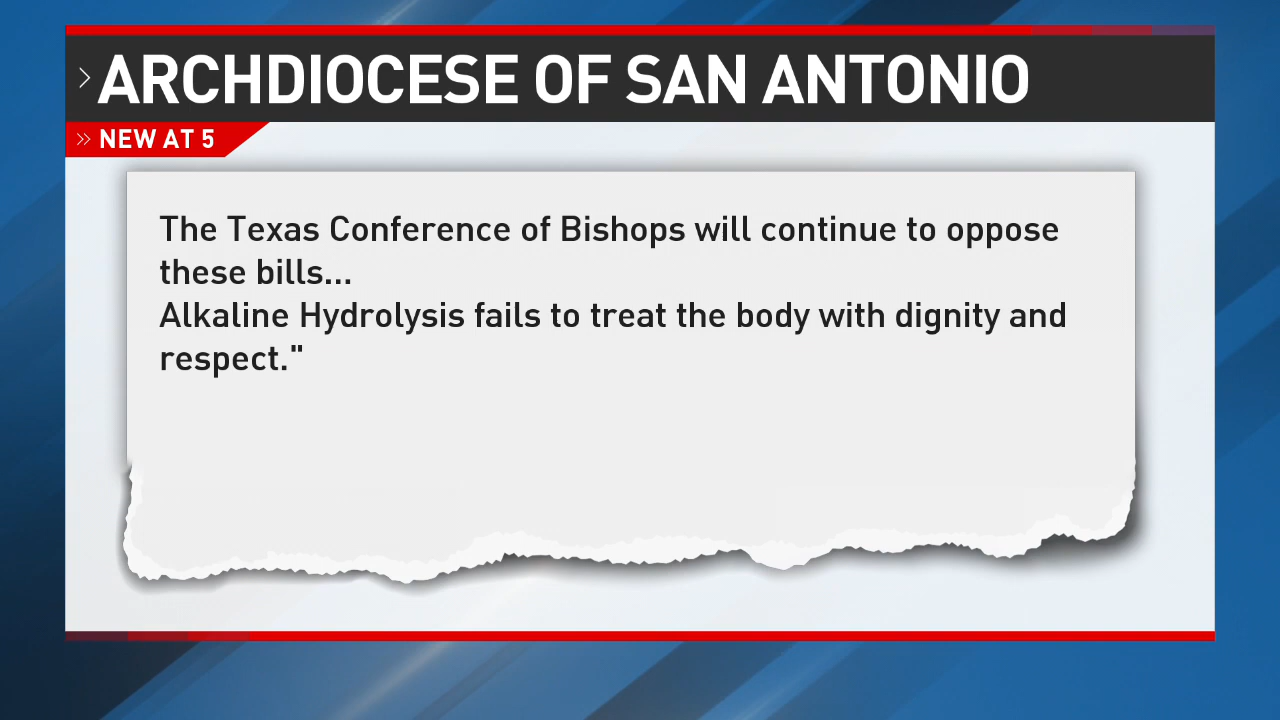 ARCHDIOCESE OF SAN ANTONIO
NEW AT 5
The Texas Conference of Bishops will continue to oppose
these bills...
Alkaline Hydrolysis fails to treat the body with dignity and
respect."